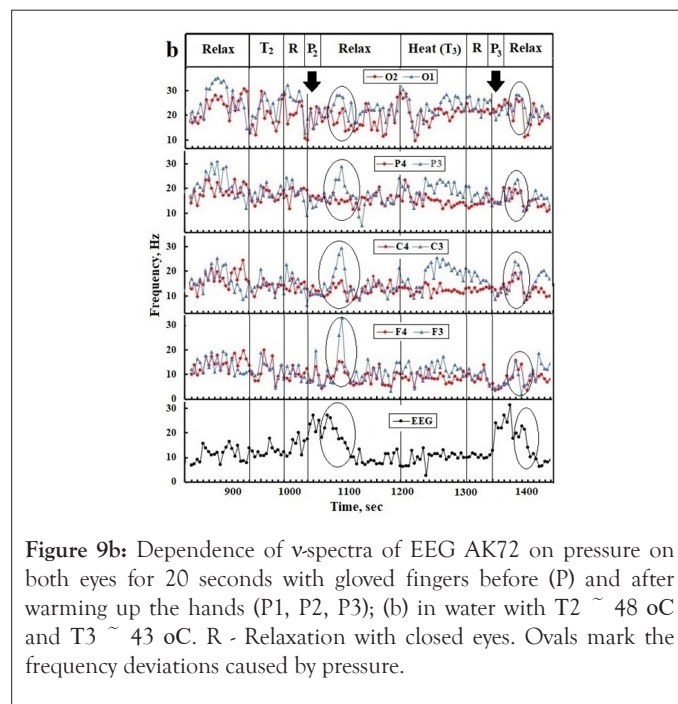 b
Relax T₂ R P₂ Relax Heat (T₃) R P₃ Relax
O2 O1
30
20
10
P4 P3
30
20
10
C4 C3
30
20
10
F4 F3
30
20
10
0
EEG
30
20
10
0
Frequency, Hz
900 1000 1100 1200 1300 1400
Time, sec
Figure 9b: Dependence of ν-spectra of EEG AK72 on pressure on
both eyes for 20 seconds with gloved fingers before (P) and after
warming up the hands (P1, P2, P3); (b) in water with T2 ~ 48 oC
and T3 ~ 43 oC. R - Relaxation with closed eyes. Ovals mark the
frequency deviations caused by pressure.